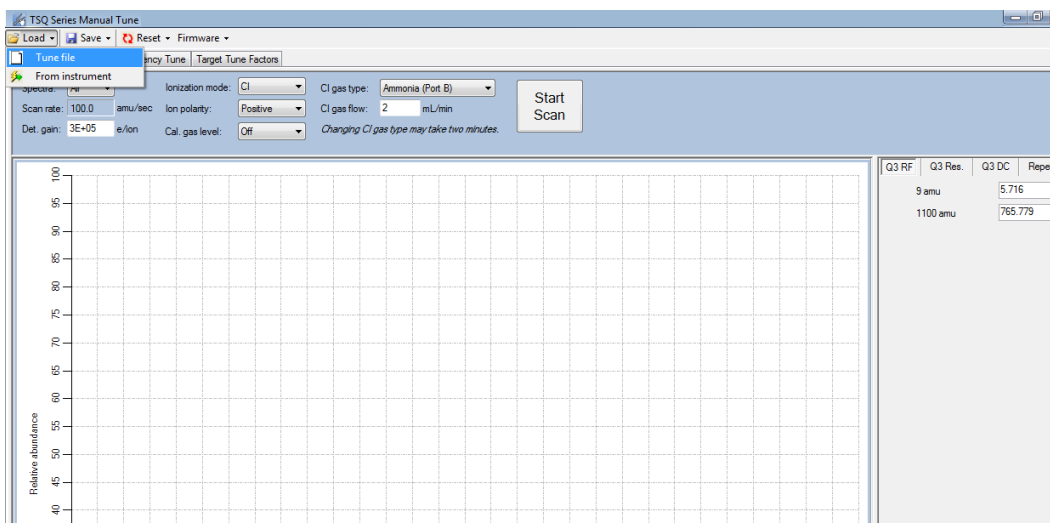 TSQ Series Manual Tune
Load Save Reset Firmware
Tune file
From instrument
ency Tune Target Tune Factors
Ionization mode: CI CI gas type: Ammonia (Port B)
Start Scan
Scan rate: 100.0 amu/sec Ion polarity: Positive CI gas flow: 2 mL/min
Det. gain: 3E+05 e/ion Cal. gas level: Off Changing CI gas type may take two minutes.
Q3 RF Q3 Res. Q3 DC Repe
9 amu 5.716
1100 amu 765.779
100
95
90
85
80
75
70
65
60
55
50
45
40
Relative abundance